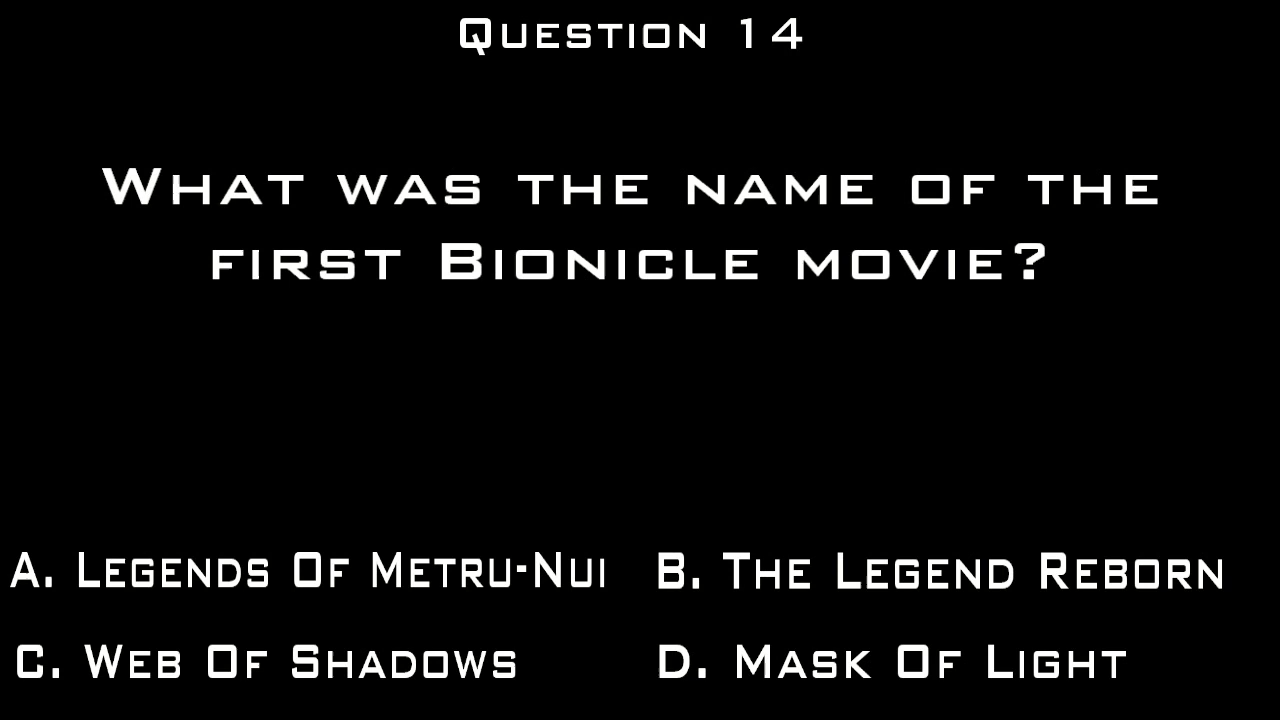 Question 14
What was the name of the
first Bionicle movie?
A. Legends Of Metru-Nui
B. The Legend Reborn
C. Web Of Shadows
D. Mask Of Light